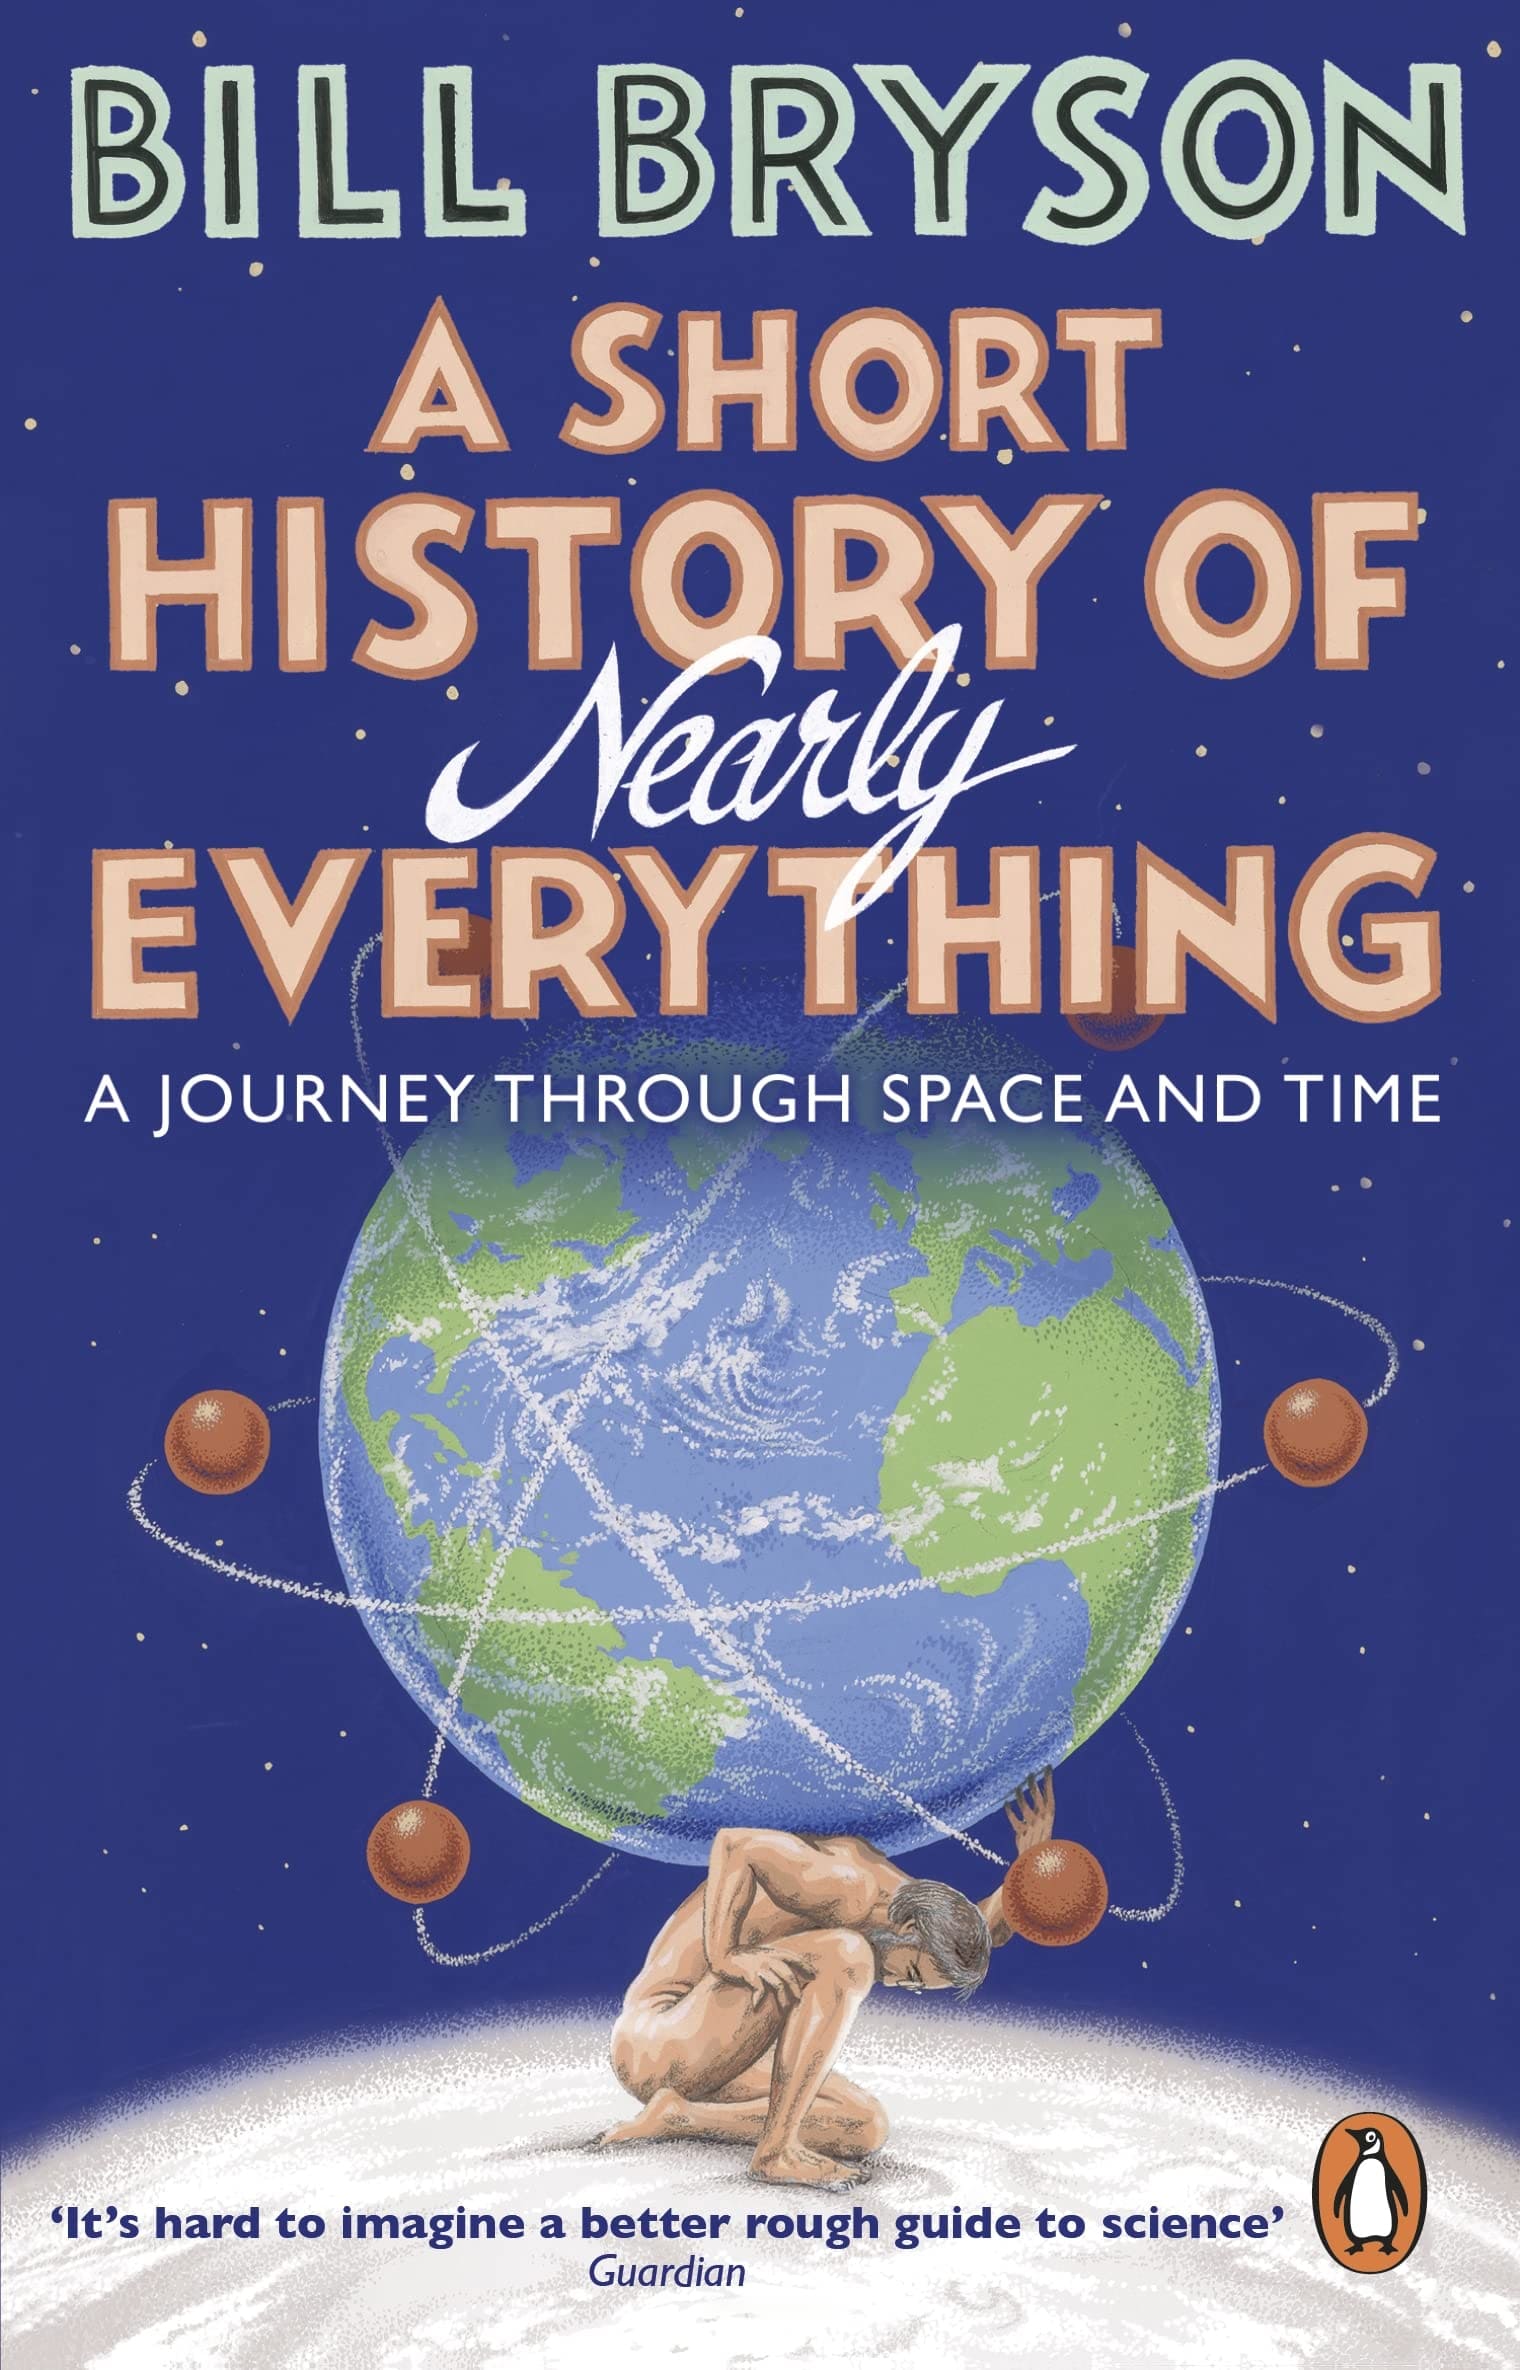 BILL BRYSON
A SHORT
HISTORY OF
Nearly
EVERYTHING
A JOURNEY THROUGH SPACE AND TIME
‘It’s hard to imagine a better rough guide to science’
Guardian